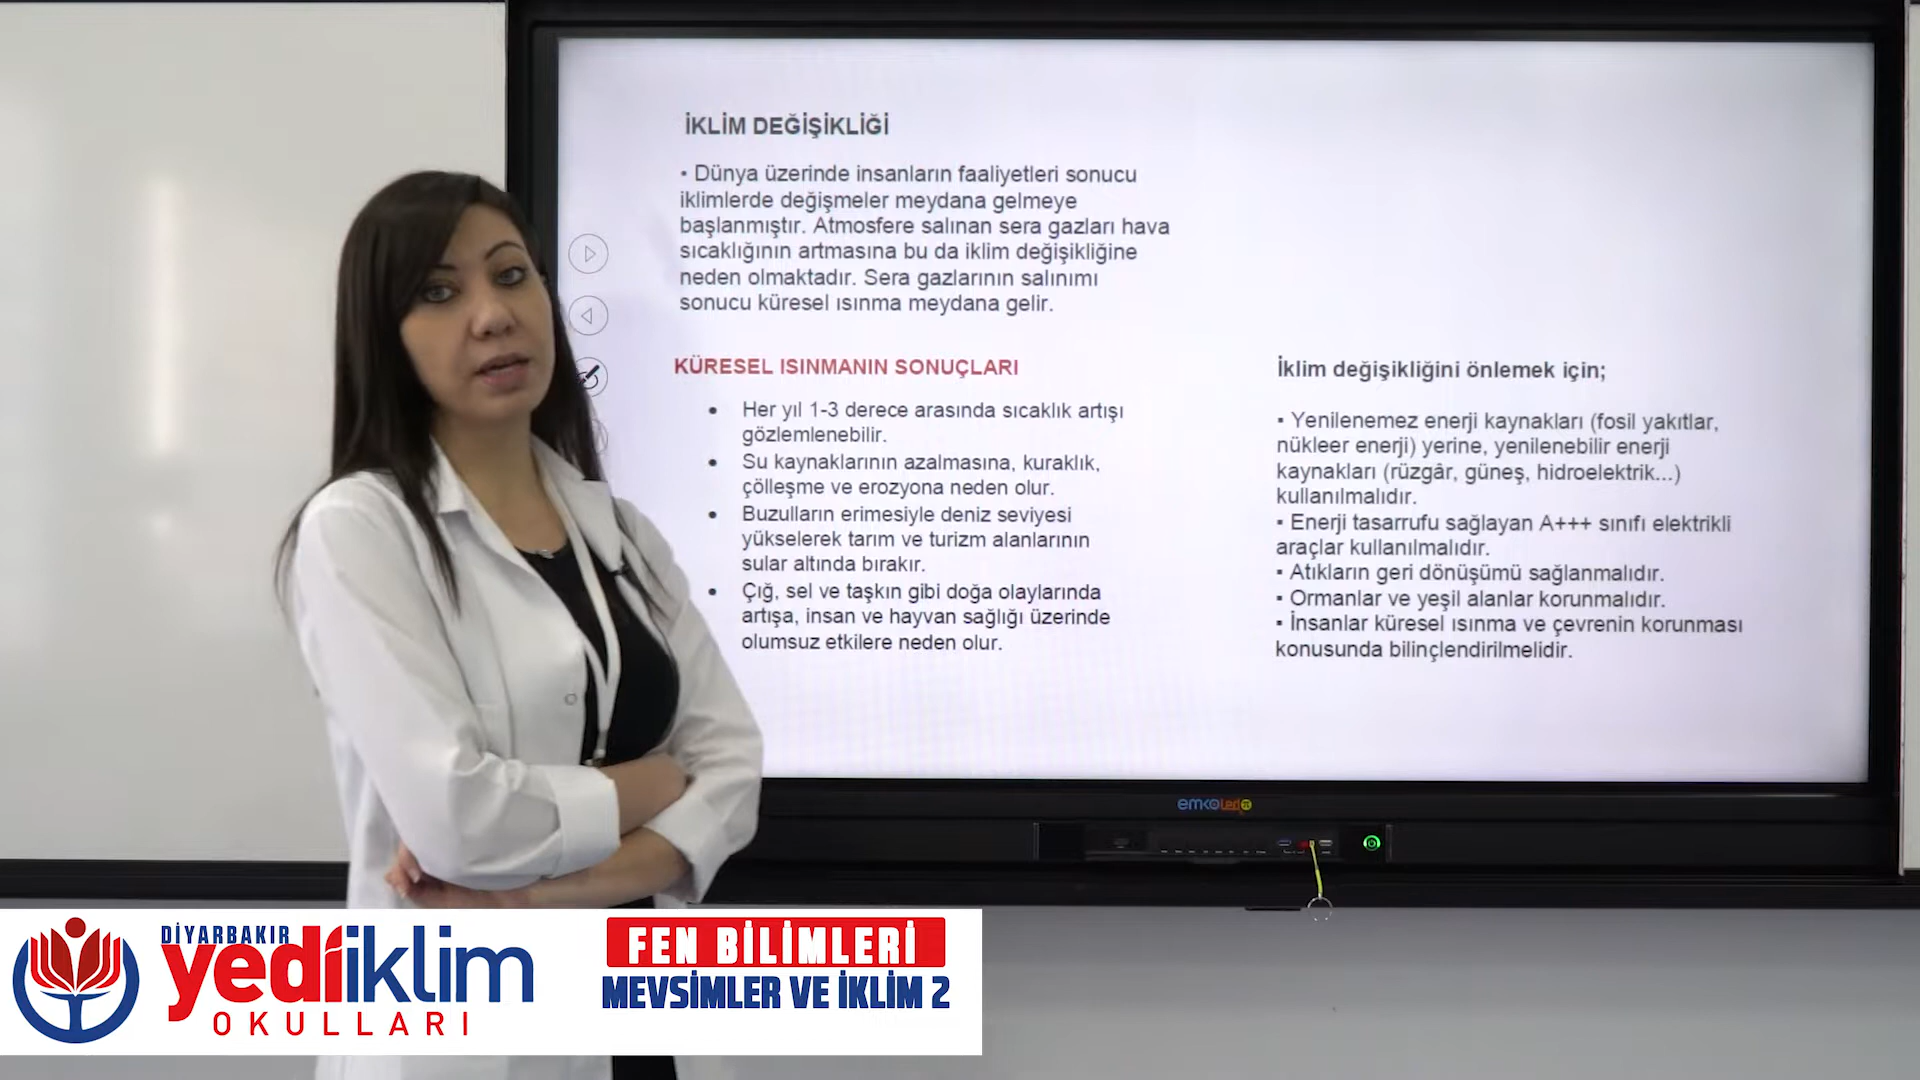 İKLİM DEĞİŞİKLİĞİ
• Dünya üzerinde insanların faaliyetleri sonucu
iklimlerde değişmeler meydana gelmeye
başlanmıştır. Atmosfere salınan sera gazları hava
sıcaklığının artmasına bu da iklim değişikliğine
neden olmaktadır. Sera gazlarının salınımı
sonucu küresel ısınma meydana gelir.
KÜRESEL ISINMANIN SONUÇLARI
• Her yıl 1-3 derece arasında sıcaklık artışı
gözlemlenebilir.
• Su kaynaklarının azalmasına, kuraklık,
çölleşme ve erozyona neden olur.
• Buzulların erimesiyle deniz seviyesi
yükselerek tarım ve turizm alanlarının
sular altında bırakır.
• Çığ, sel ve taşkın gibi doğa olaylarında
artışa, insan ve hayvan sağlığı üzerinde
olumsuz etkilere neden olur.
İklim değişikliğini önlemek için;
▪ Yenilenemez enerji kaynakları (fosil yakıtlar,
nükleer enerji) yerine, yenilenebilir enerji
kaynakları (rüzgâr, güneş, hidroelektrik...)
kullanılmalıdır.
▪ Enerji tasarrufu sağlayan A+++ sınıfı elektrikli
araçlar kullanılmalıdır.
▪ Atıkların geri dönüşümü sağlanmalıdır.
▪ Ormanlar ve yeşil alanlar korunmalıdır.
▪ İnsanlar küresel ısınma ve çevrenin korunması
konusunda bilinçlendirilmelidir.
emko Led
DİYARBAKIR
yediiklim
OKULLARI
FEN BİLİMLERİ
MEVSİMLER VE İKLİM 2